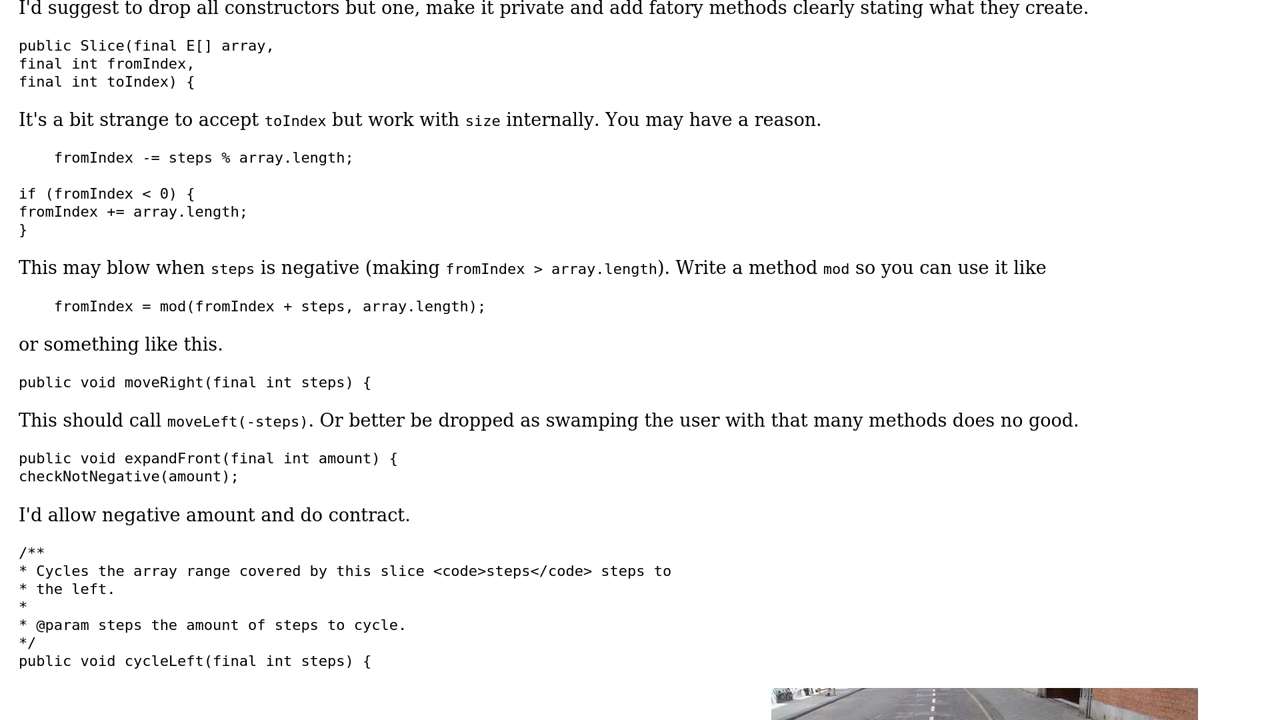 I'd suggest to drop all constructors but one, make it private and add fatory methods clearly stating what they create.
public Slice(final E[] array,
final int fromIndex,
final int toIndex) {
It's a bit strange to accept toIndex but work with size internally. You may have a reason.
fromIndex -= steps % array.length;
if (fromIndex < 0) {
fromIndex += array.length;
}
This may blow when steps is negative (making fromIndex > array.length). Write a method mod so you can use it like
fromIndex = mod(fromIndex + steps, array.length);
or something like this.
public void moveRight(final int steps) {
This should call moveLeft(-steps). Or better be dropped as swamping the user with that many methods does no good.
public void expandFront(final int amount) {
checkNotNegative(amount);
I'd allow negative amount and do contract.
/**
* Cycles the array range covered by this slice <code>steps</code> steps to
* the left.
*
* @param steps the amount of steps to cycle.
*/
public void cycleLeft(final int steps) {